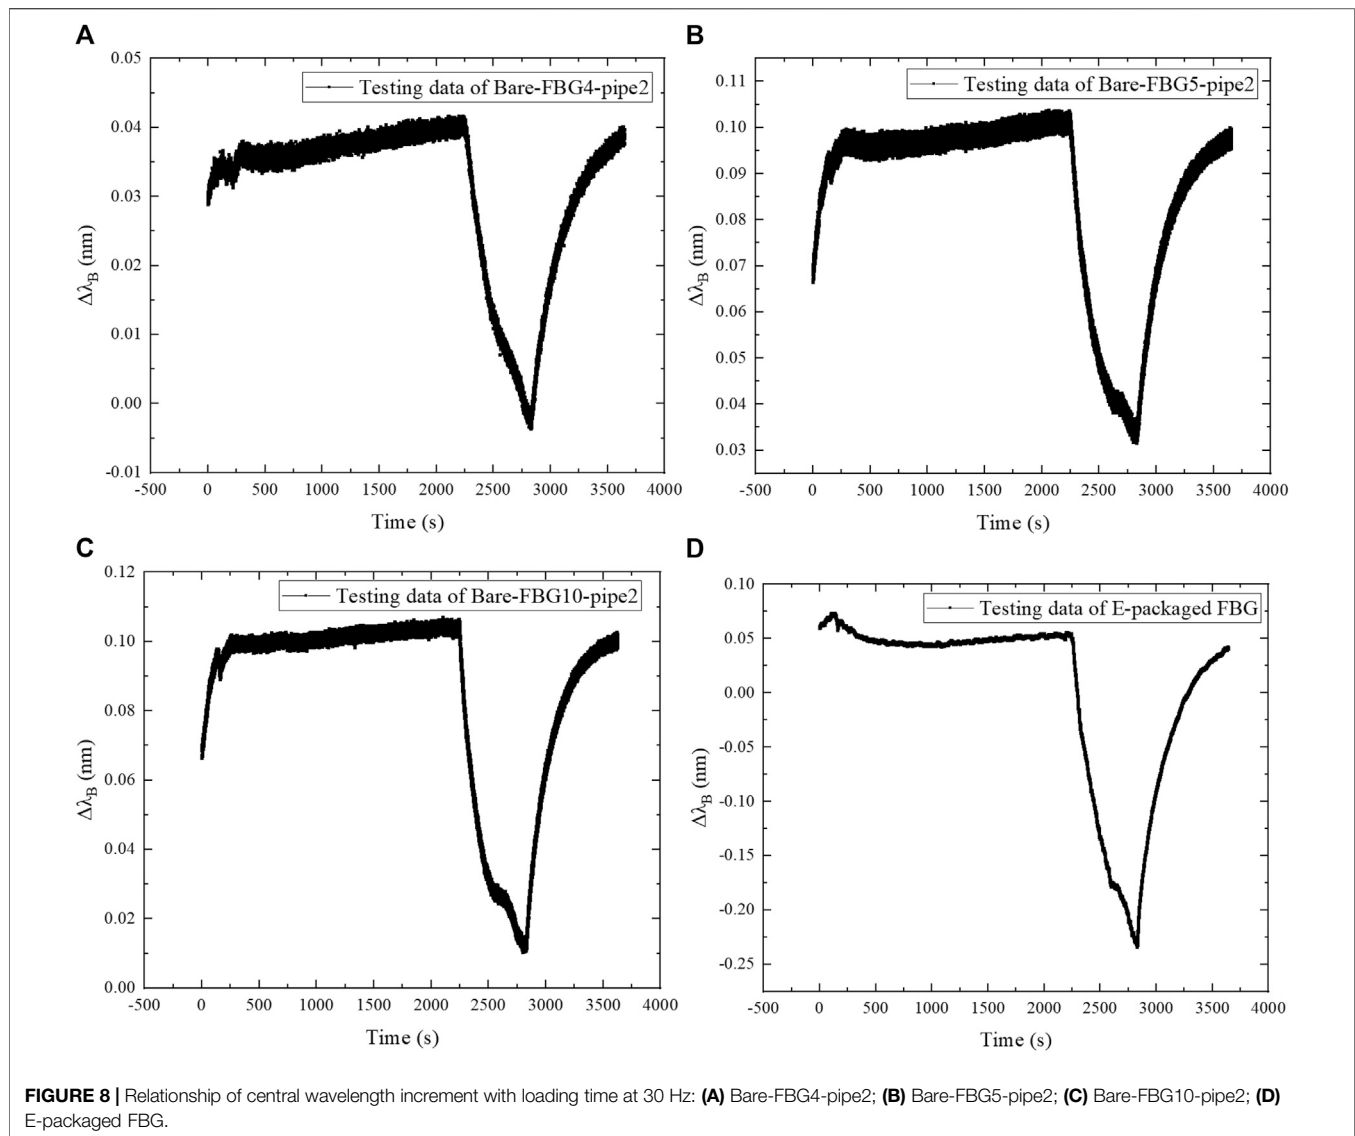 A
Testing data of Bare-FBG4-pipe2
0.05
0.04
0.03
0.02
0.01
0.00
-0.01
ΔλB (nm)
-500 0 500 1000 1500 2000 2500 3000 3500 4000
Time (s)
B
Testing data of Bare-FBG5-pipe2
0.11
0.10
0.09
0.08
0.07
0.06
0.05
0.04
0.03
ΔλB (nm)
-500 0 500 1000 1500 2000 2500 3000 3500 4000
Time (s)
C
Testing data of Bare-FBG10-pipe2
0.12
0.10
0.08
0.06
0.04
0.02
0.00
ΔλB (nm)
-500 0 500 1000 1500 2000 2500 3000 3500 4000
Time (s)
D
Testing data of E-packaged FBG
0.10
0.05
0.00
-0.05
-0.10
-0.15
-0.20
-0.25
ΔλB (nm)
-500 0 500 1000 1500 2000 2500 3000 3500 4000
Time (s)
FIGURE 8 | Relationship of central wavelength increment with loading time at 30 Hz: (A) Bare-FBG4-pipe2; (B) Bare-FBG5-pipe2; (C) Bare-FBG10-pipe2; (D)
E-packaged FBG.